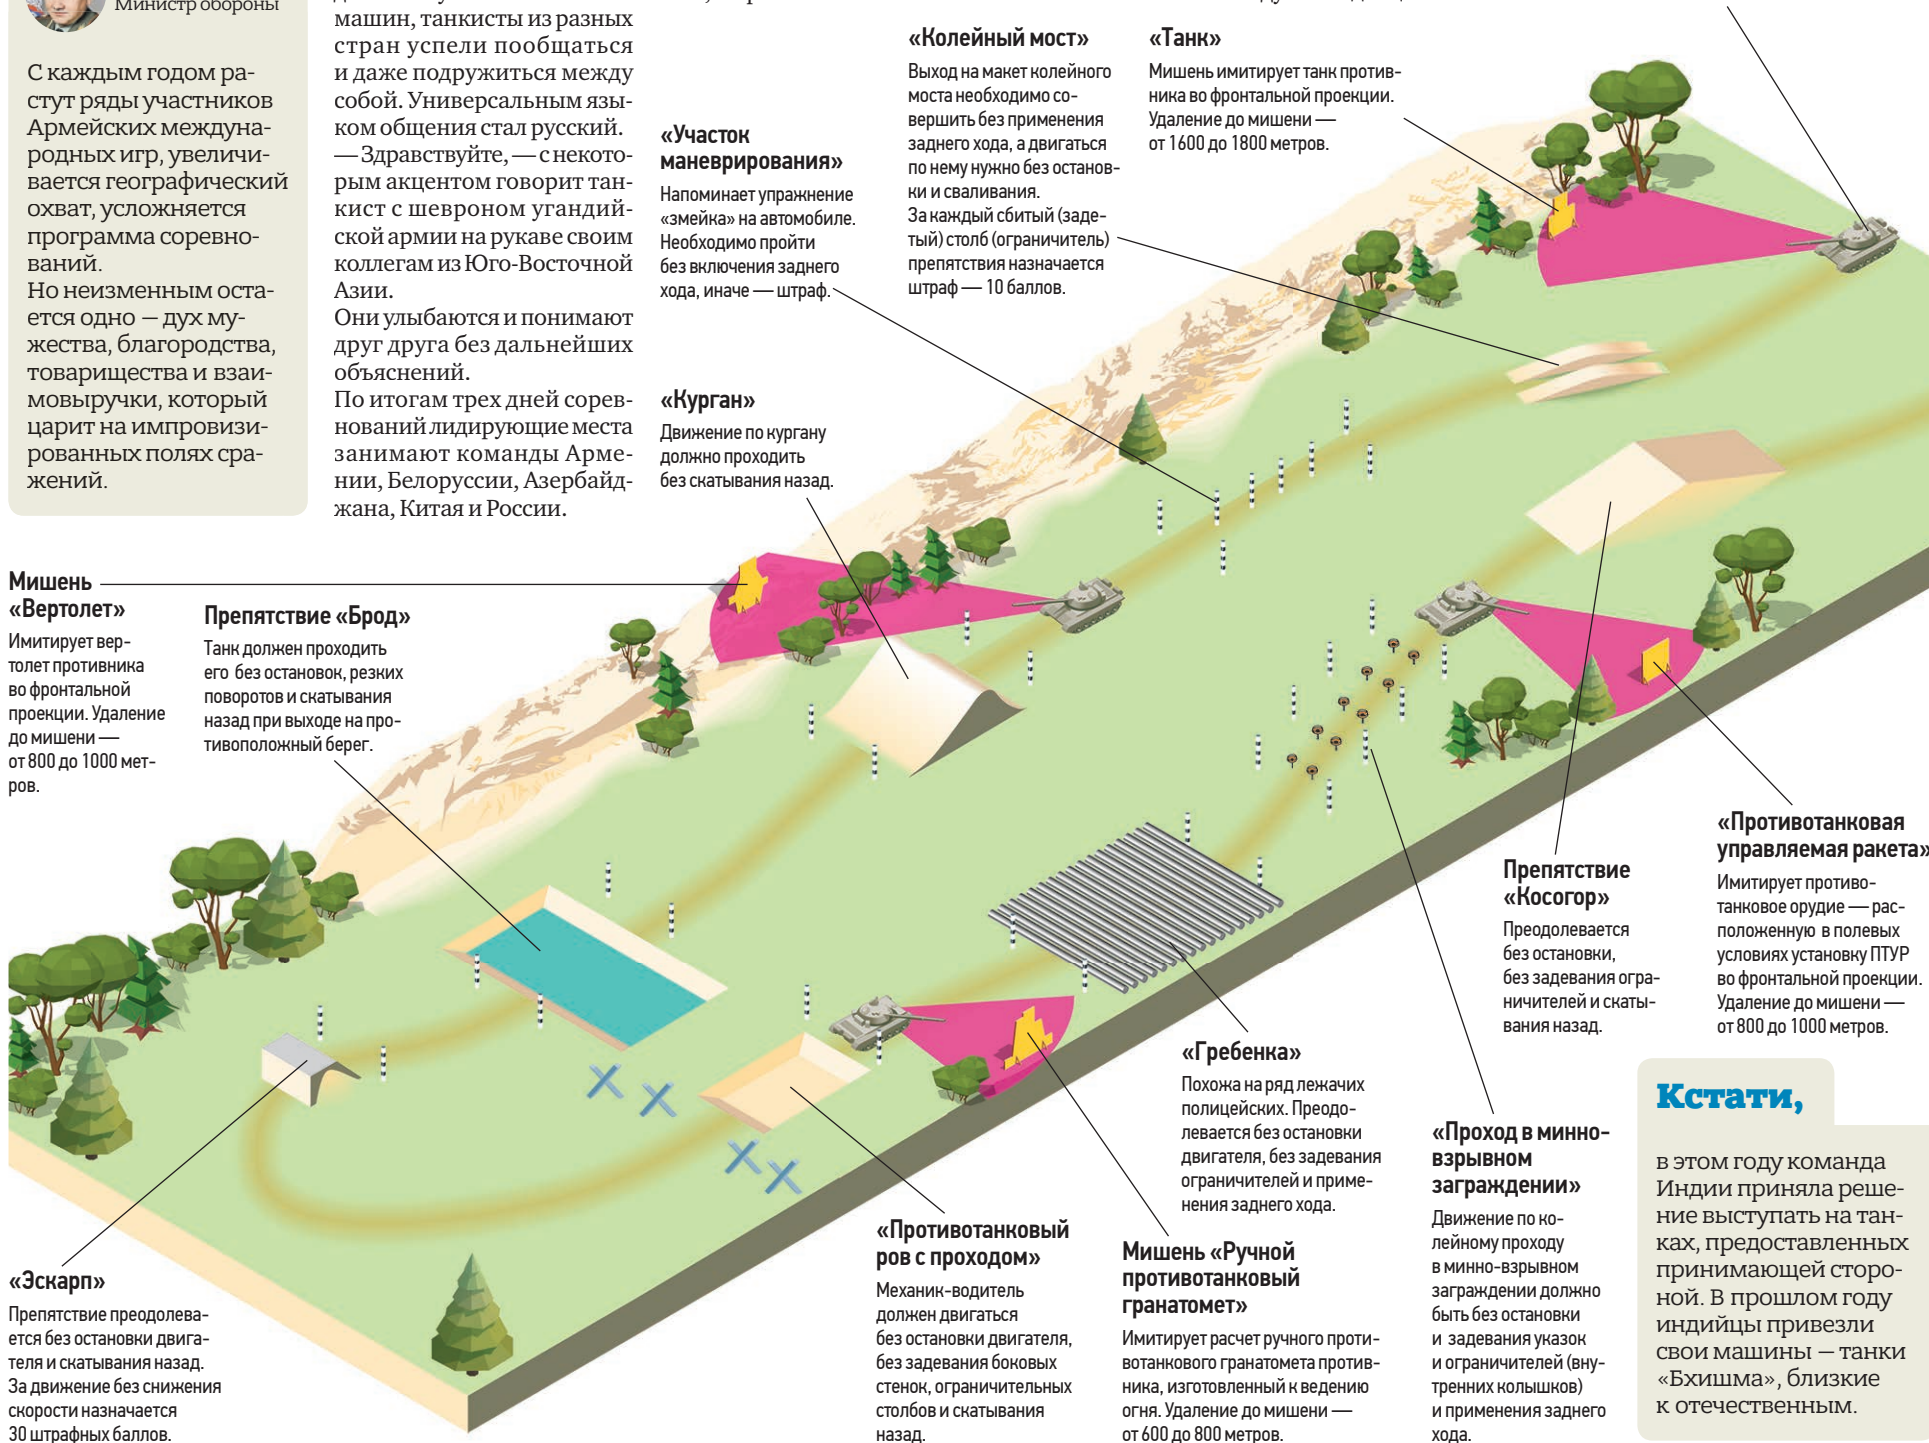 Министр обороны
С каждым годом ра-
стут ряды участников
Армейских междуна-
родных игр, увеличи-
вается географический
охват, усложняется
программа соревно-
ваний.
Но неизменным оста-
ется одно — дух му-
жества, благородства,
товарищества и взаи-
мовыручки, который
царит на импровизи-
рованных полях сра-
жений.
машин, танкисты из разных
стран успели пообщаться
и даже подружиться между
собой. Универсальным язы-
ком общения стал русский.
— Здравствуйте, — с некото-
рым акцентом говорит тан-
кист с шевроном угандий-
ской армии на рукаве своим
коллегам из Юго-Восточной
Азии.
Они улыбаются и понимают
друг друга без дальнейших
объяснений.
По итогам трех дней сорев-
нований лидирующие места
занимают команды Арме-
нии, Белоруссии, Азербайд-
жана, Китая и России.
«Участок
маневрирования»
Напоминает упражнение
«змейка» на автомобиле.
Необходимо пройти
без включения заднего
хода, иначе — штраф.
«Колейный мост»
Выход на макет колейного
моста необходимо со-
вершить без применения
заднего хода, а двигаться
по нему нужно без останов-
ки и сваливания.
За каждый сбитый (заде-
тый) столб (ограничитель)
препятствия назначается
штраф — 10 баллов.
«Танк»
Мишень имитирует танк против-
ника во фронтальной проекции.
Удаление до мишени —
от 1600 до 1800 метров.
«Курган»
Движение по кургану
должно проходить
без скатывания назад.
Мишень
«Вертолет»
Имитирует вер-
толет противника
во фронтальной
проекции. Удаление
до мишени —
от 800 до 1000 мет-
ров.
Препятствие «Брод»
Танк должен проходить
его без остановок, резких
поворотов и скатывания
назад при выходе на про-
тивоположный берег.
«Эскарп»
Препятствие преодолева-
ется без остановки двига-
теля и скатывания назад.
За движение без снижения
скорости назначается
30 штрафных баллов.
«Противотанковый
ров с проходом»
Механик-водитель
должен двигаться
без остановки двигателя,
без задевания боковых
стенок, ограничительных
столбов и скатывания
назад.
Мишень «Ручной
противотанковый
гранатомет»
Имитирует расчет ручного проти-
вотанкового гранатомета против-
ника, изготовленный к ведению
огня. Удаление до мишени —
от 600 до 800 метров.
«Гребенка»
Похожа на ряд лежачих
полицейских. Преодо-
левается без остановки
двигателя, без задевания
ограничителей и приме-
нения заднего хода.
«Проход в минно-
взрывном
заграждении»
Движение по ко-
лейному проходу
в минно-взрывном
заграждении должно
быть без остановки
и задевания указок
и ограничителей (вну-
тренних колышков)
и применения заднего
хода.
Препятствие
«Косогор»
Преодолевается
без остановки,
без задевания огра-
ничителей и скаты-
вания назад.
«Противотанковая
управляемая ракета»
Имитирует противо-
танковое орудие — рас-
положенную в полевых
условиях установку ПТУР
во фронтальной проекции.
Удаление до мишени —
от 800 до 1000 метров.
Кстати,
в этом году команда
Индии приняла реше-
ние выступать на тан-
ках, предоставленных
принимающей сторо-
ной. В прошлом году
индийцы привезли
свои машины — танки
«Бхишма», близкие
к отечественным.